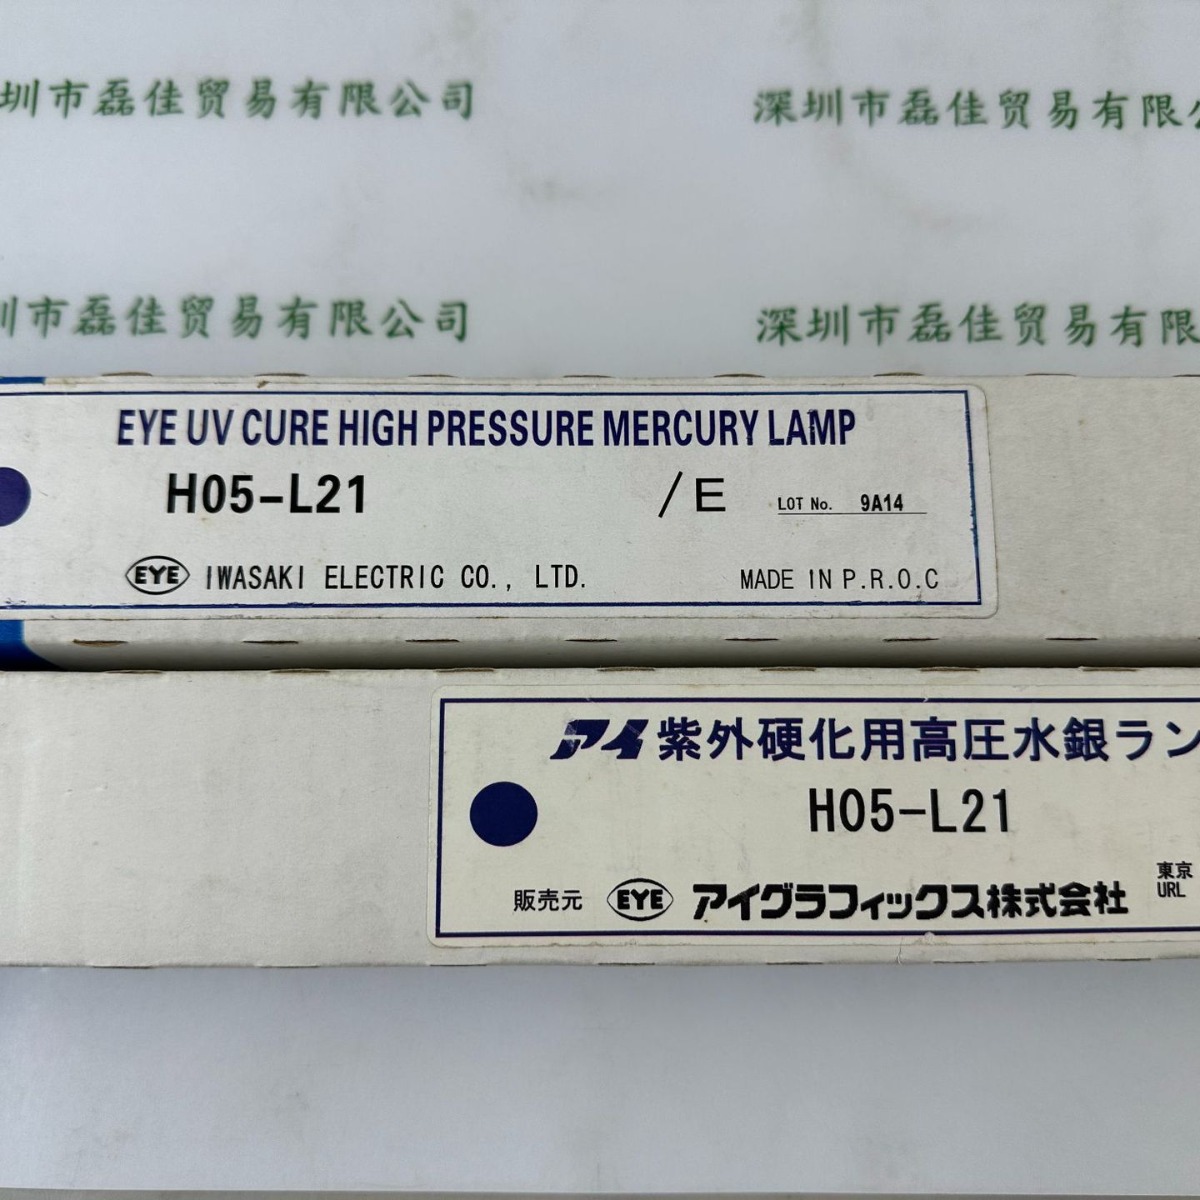 圳市磊佳贸易有限公司
深圳市磊佳贸易有限
圳市磊佳贸易有限公司
深圳市磊佳贸易有限
EYE UV CURE HIGH PRESSURE MERCURY LAMP
H05-L21 /E LOT No. 9A14
EYE IWASAKI ELECTRIC CO., LTD. MADE IN P.R.O.C
アイ 紫外硬化用高圧水銀ラン
H05-L21
販売元 EYE アイグラフィックス株式会社 東京
URL